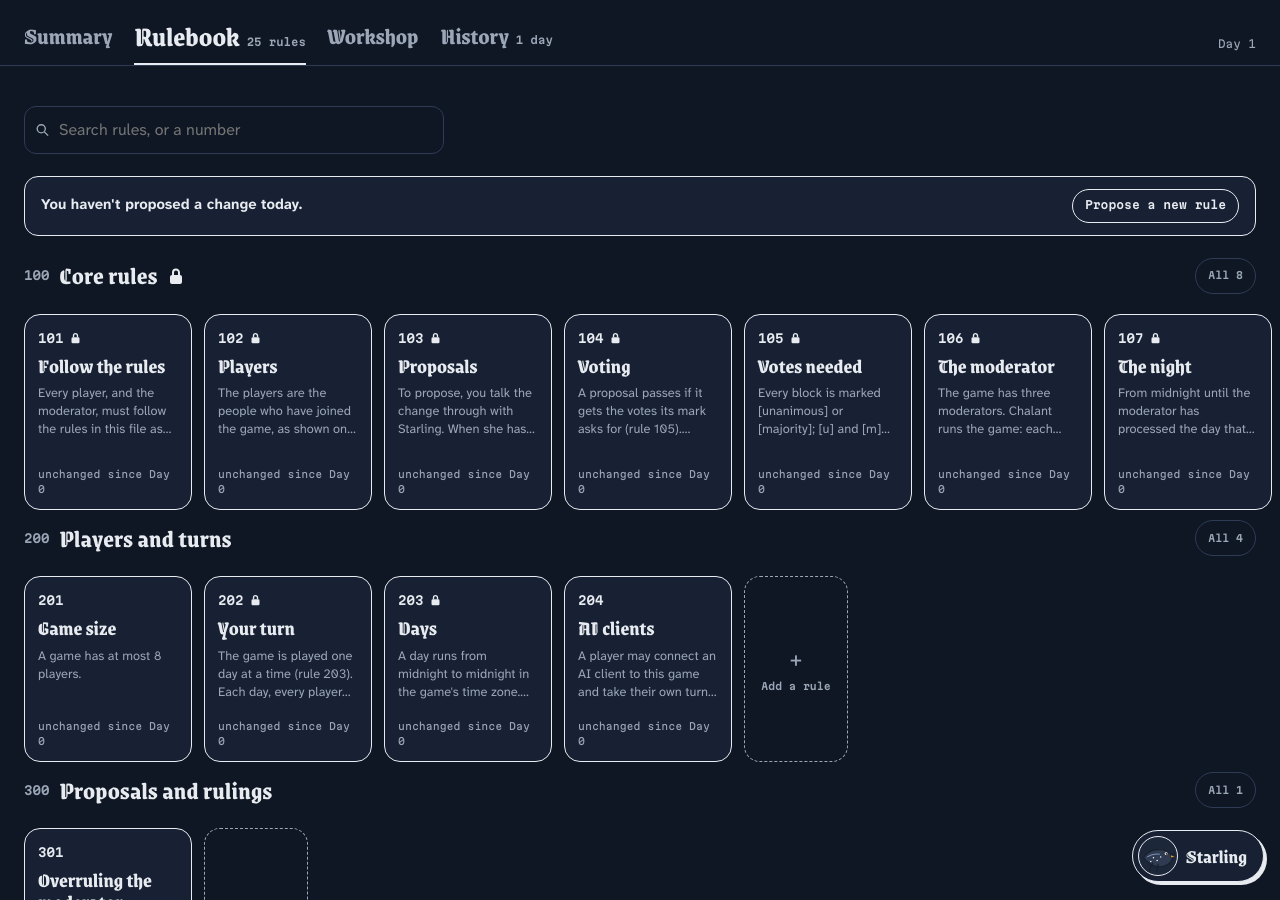 Summary Rulebook 25 rules Workshop History 1 day Day 1
Search rules, or a number
You haven't proposed a change today. Propose a new rule
100 Core rules All 8
101
Follow the rules
Every player, and the
moderator, must follow
the rules in this file as...
unchanged since Day
0
102
Players
The players are the
people who have joined
the game, as shown on...
unchanged since Day
0
103
Proposals
To propose, you talk the
change through with
Starling. When she has...
unchanged since Day
0
104
Voting
A proposal passes if it
gets the votes its mark
asks for (rule 105)....
unchanged since Day
0
105
Votes needed
Every block is marked
[unanimous] or
[majority]; [u] and [m]...
unchanged since Day
0
106
The moderator
The game has three
moderators. Chalant
runs the game: each...
unchanged since Day
0
107
The night
From midnight until the
moderator has
processed the day that...
unchanged since Day
0
200 Players and turns All 4
201
Game size
A game has at most 8
players.
unchanged since Day
0
202
Your turn
The game is played one
day at a time (rule 203).
Each day, every player...
unchanged since Day
0
203
Days
A day runs from
midnight to midnight in
the game's time zone....
unchanged since Day
0
204
AI clients
A player may connect an
AI client to this game
and take their own turn...
unchanged since Day
0
+
Add a rule
300 Proposals and rulings All 1
301
Overruling the
moderator
Starling